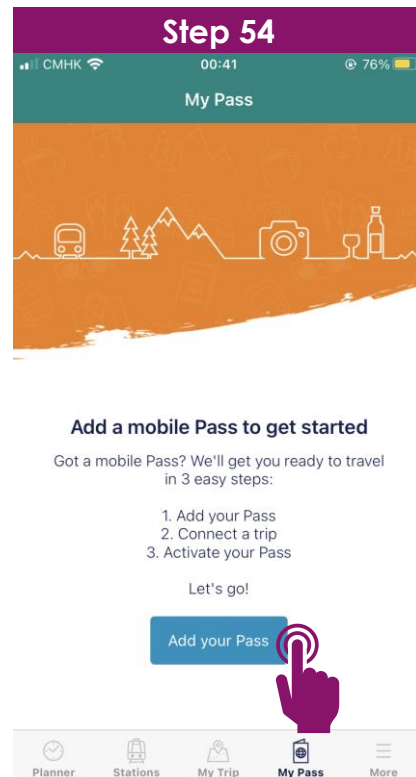 Step 54
CMHK 00:41 76%
My Pass
Add a mobile Pass to get started
Got a mobile Pass? We'll get you ready to travel
in 3 easy steps:
1. Add your Pass
2. Connect a trip
3. Activate your Pass
Let's go!
Add your Pass
Planner Stations My Trip My Pass More